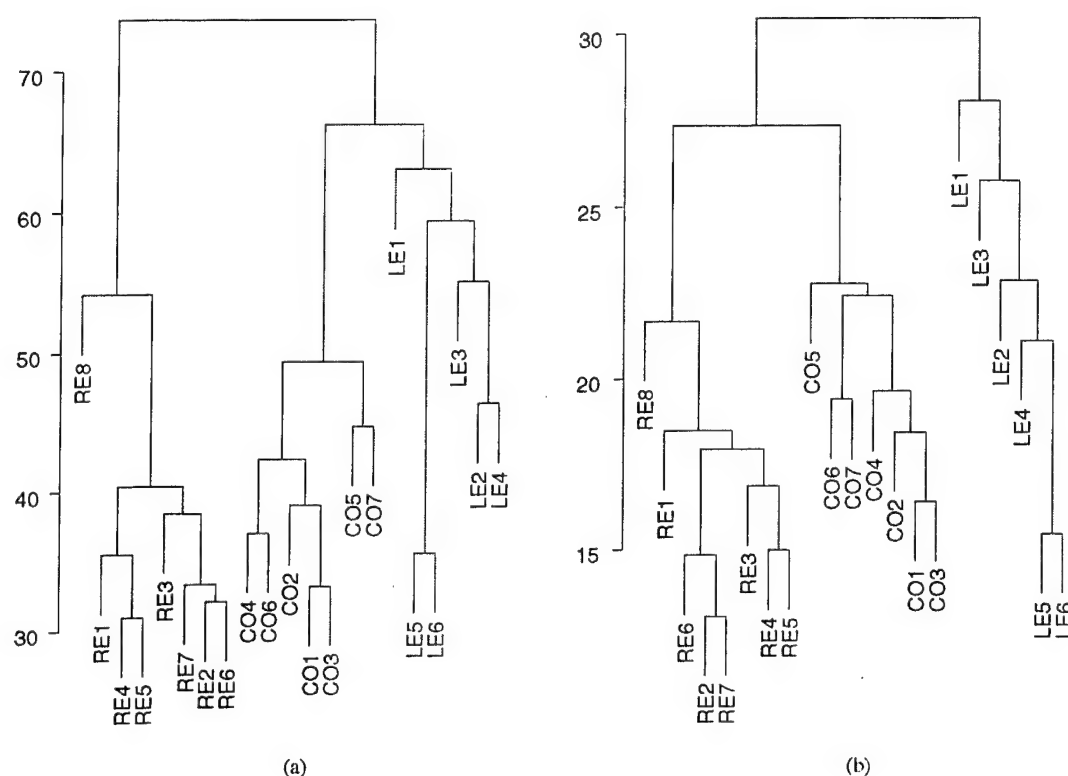 70
60
50
40
30
RE8
RE1
RE4
RE5
RE3
RE7
RE2
RE6
CO4
CO6
CO2
CO1
CO3
CO5
CO7
LE1
LE5
LE6
LE3
LE2
LE4
(a)
30
25
20
15
RE8
RE1
RE6
RE2
RE7
RE3
RE4
RE5
CO5
CO6
CO7
CO4
CO2
CO1
CO3
LE1
LE3
LE2
LE4
LE5
LE6
(b)